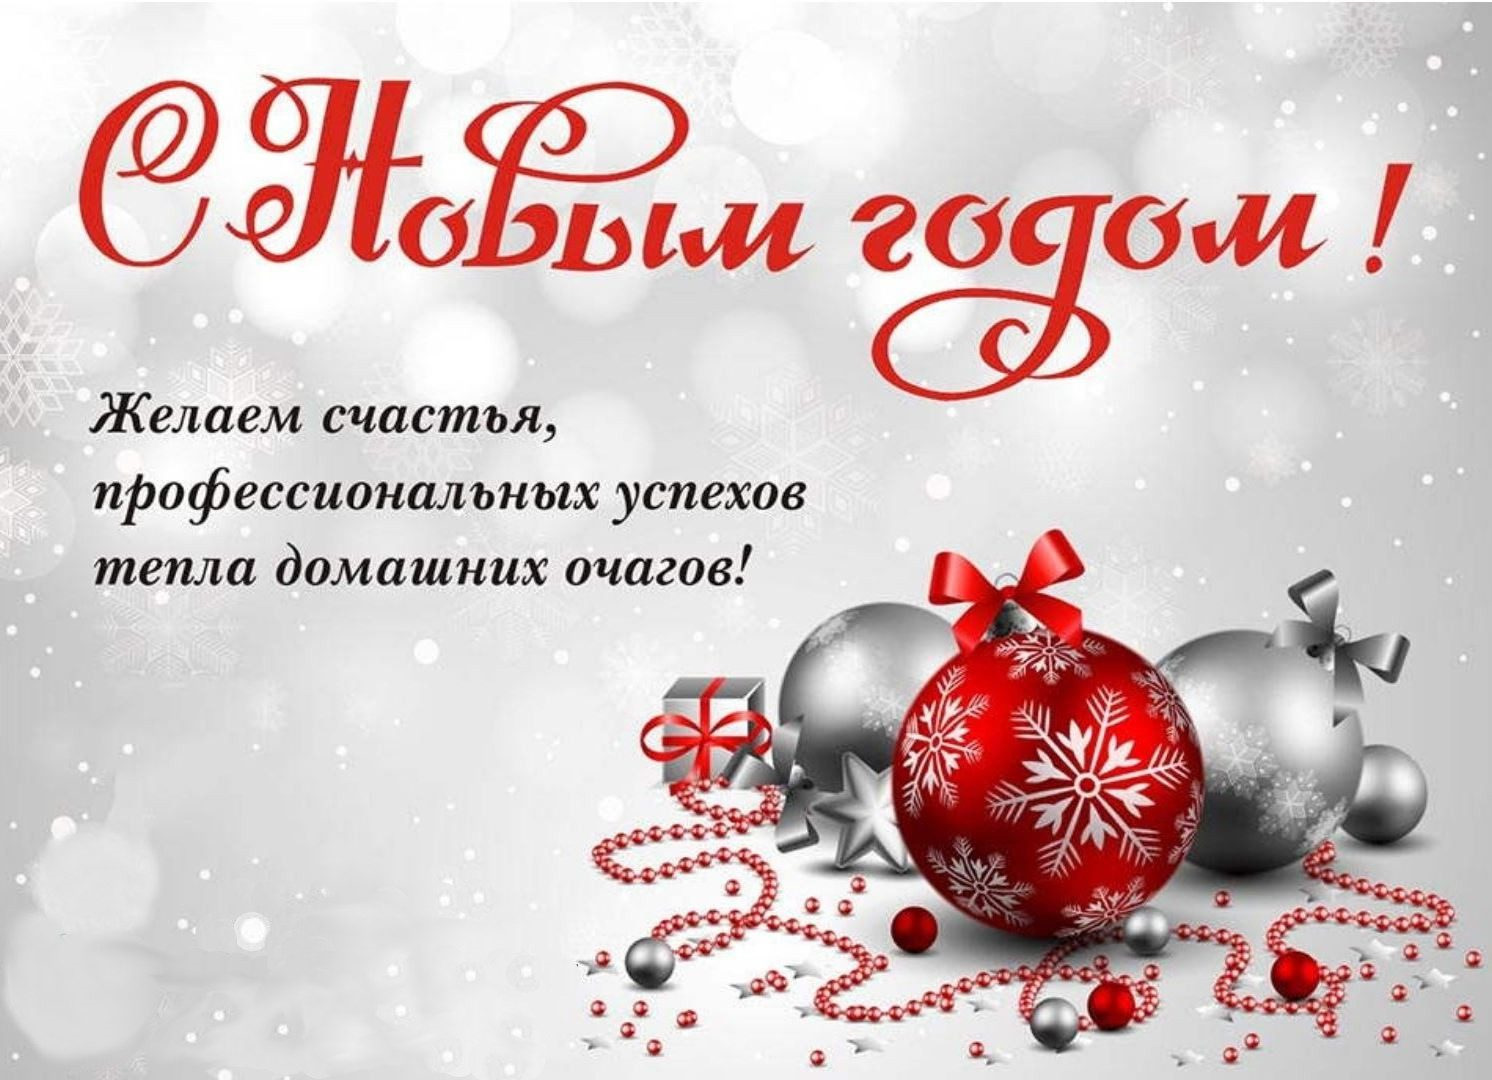 С Новым годом !
Желаем счастья,
профессиональных успехов
тепла домашних очагов!